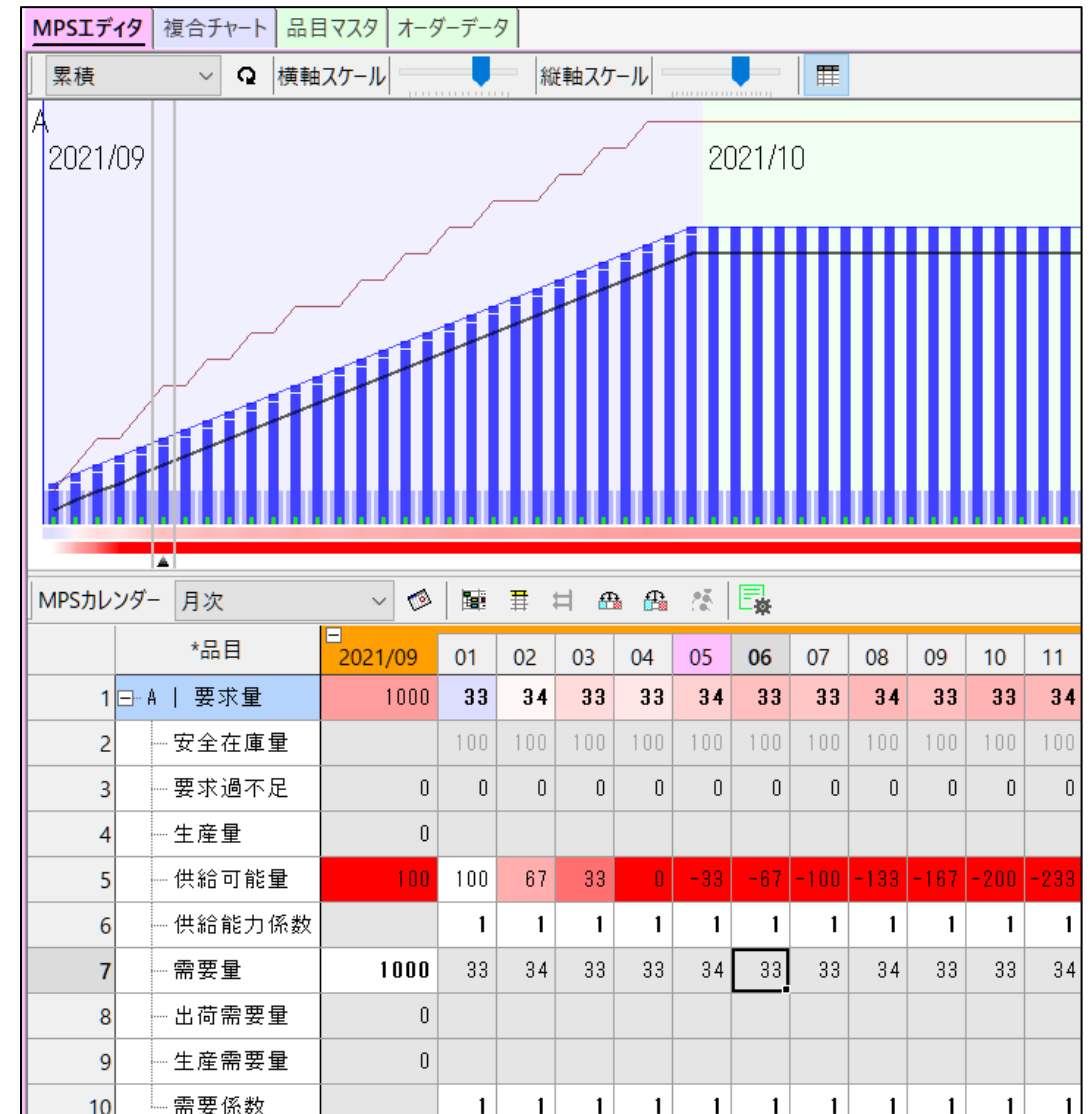 MPSエディタ 複合チャート 品目マスタ オーダーデータ
累積 横軸スケール 縦軸スケール
A
2021/09 2021/10
MPSカレンダー 月次
*品目 2021/09 01 02 03 04 05 06 07 08 09 10 11
1 A | 要求量 1000 33 34 33 33 34 33 33 34 33 33 34
2 安全在庫量 100 100 100 100 100 100 100 100 100 100 100
3 要求過不足 0 0 0 0 0 0 0 0 0 0 0 0
4 生産量 0
5 供給可能量 100 100 67 33 0 -33 -67 -100 -133 -167 -200 -233
6 供給能力係数 1 1 1 1 1 1 1 1 1 1 1
7 需要量 1000 33 34 33 33 34 33 33 34 33 33 34
8 出荷需要量 0
9 生産需要量 0
10 需要係数 1 1 1 1 1 1 1 1 1 1 1